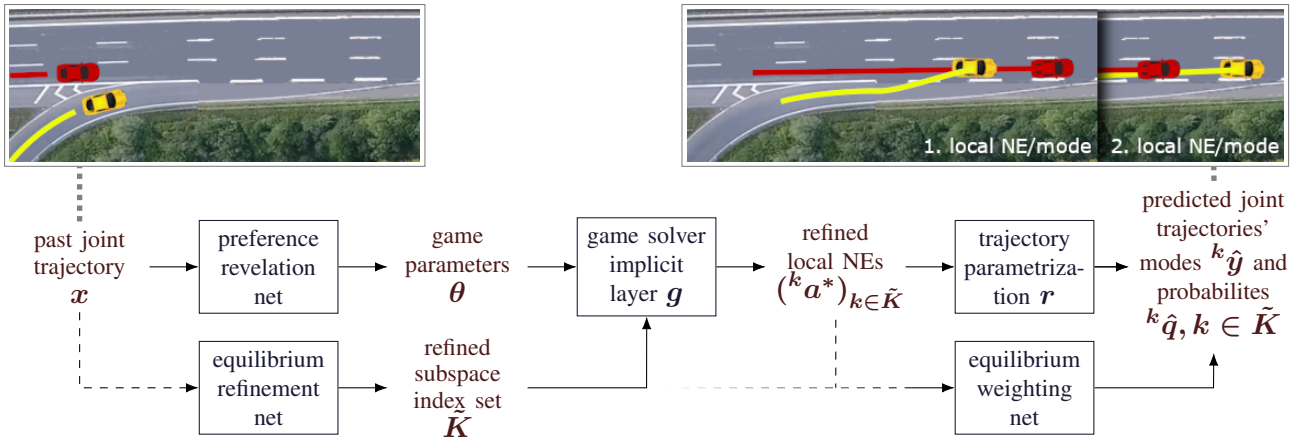 1. local NE/mode
2. local NE/mode
past joint
trajectory
x
preference
revelation
net
game
parameters
θ
game solver
implicit
layer g
refined
local NEs
(ᵏa*)ₖ∈K̃
trajectory
parametriza-
tion r
predicted joint
trajectories’
modes ᵏŷ and
probabilites
ᵏq̂, k ∈ K̃
equilibrium
refinement
net
refined
subspace
index set
K̃
equilibrium
weighting
net